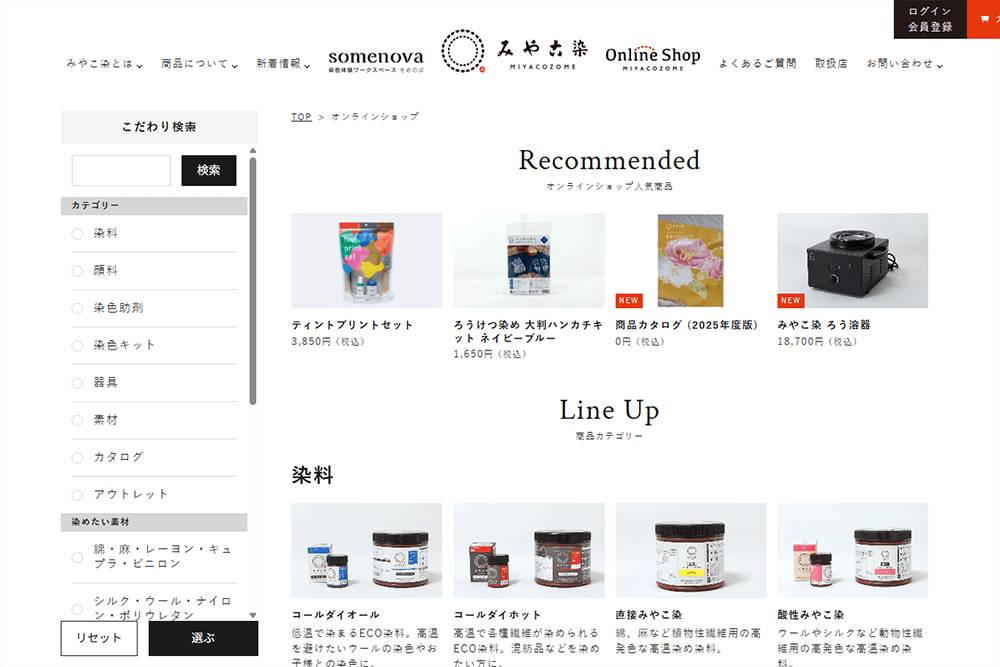 ログイン
会員登録
みやこ染とは
商品について
新着情報
somenova
染色体験ワークスペース そめのば
みや古染
MIYACOZOME
Online Shop
MIYACOZOME
よくあるご質問
取扱店
お問い合わせ
こだわり検索
検索
カテゴリー
染料
顔料
染色助剤
染色キット
器具
素材
カタログ
アウトレット
染めたい素材
綿・麻・レーヨン・キュ
プラ・ビニロン
シルク・ウール・ナイロ
ン・ポリウレタン
リセット
選ぶ
TOP > オンラインショップ
Recommended
オンラインショップ人気商品
tint
print
set
ティントプリントセット
3,850円（税込）
ろうけつ染め 大判ハンカチキ
ット ネイビーブルー
1,650円（税込）
NEW
商品カタログ (2025年度版)
0円（税込）
NEW
みやこ染 ろう溶器
18,700円（税込）
Line Up
商品カテゴリー
染料
コールダイオール
低温で染まるECO染料。高温
を避けたいウールの染色やお
子様との染色に。
コールダイホット
高温で各種繊維が染められる
ECO染料。混紡品などを染め
たい方に。
直接みやこ染
綿、麻など植物性繊維用の高
発色な高温染め染料。
酸性みやこ染
ウールやシルクなど動物性繊
維用の高発色な高温染め染
料。